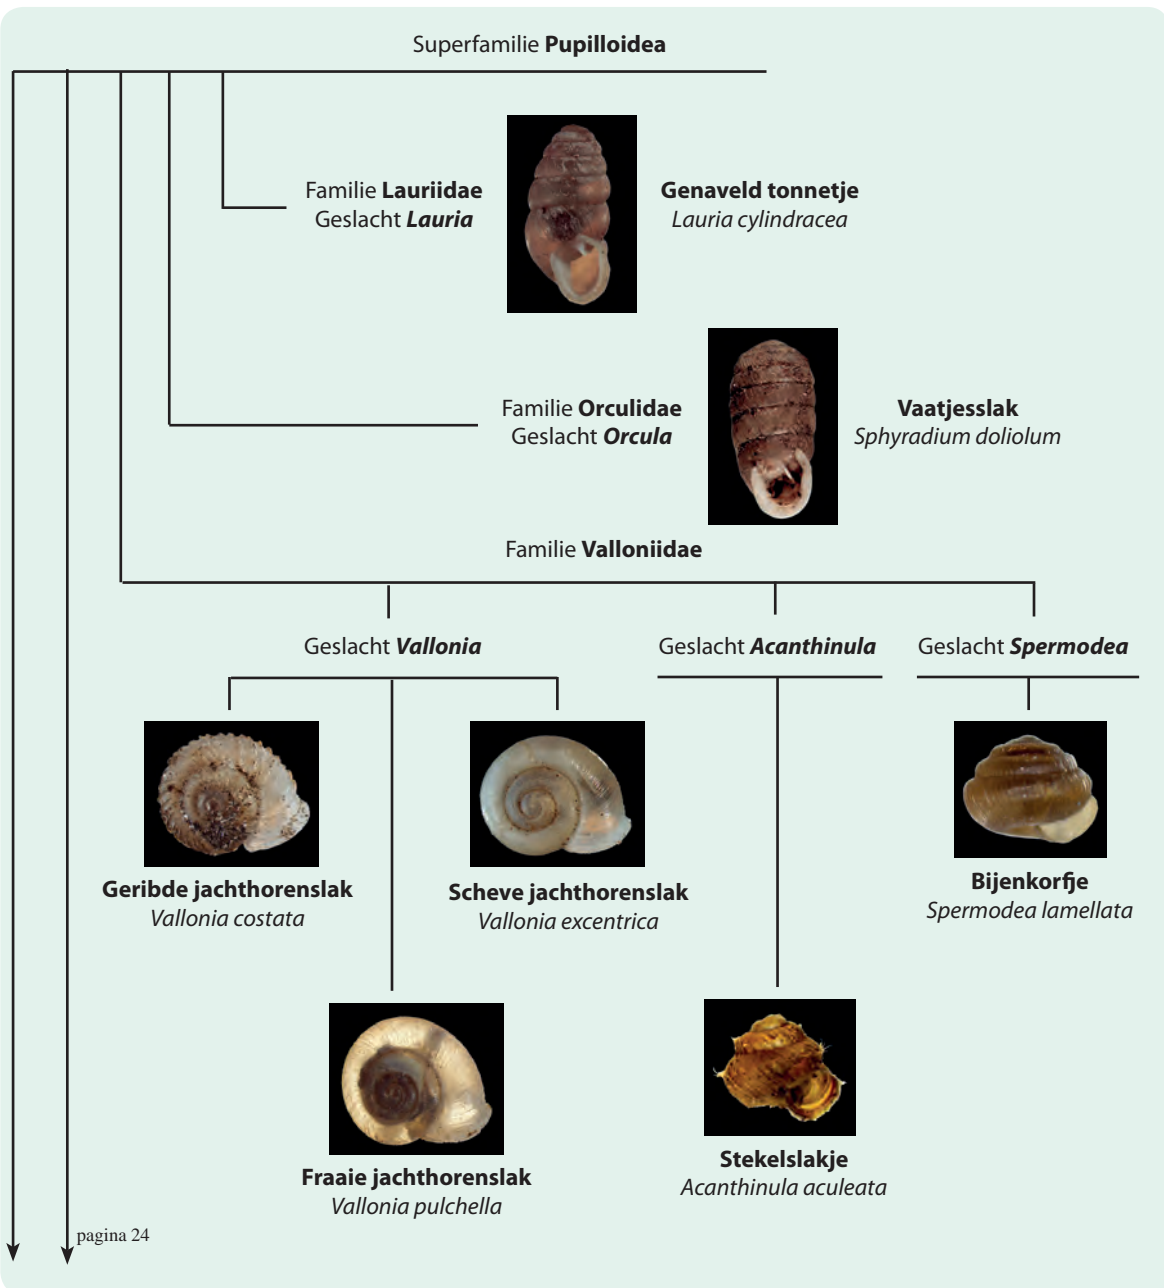 Superfamilie Pupilloidea
Familie Lauriidae
Geslacht Lauria
Genaveld tonnetje
Lauria cylindracea
Familie Orculidae
Geslacht Orcula
Vaatjesslak
Sphyradium doliolum
Familie Valloniidae
Geslacht Vallonia
Geslacht Acanthinula
Geslacht Spermodea
Geribde jachthorenslak
Vallonia costata
Scheve jachthorenslak
Vallonia excentrica
Bijenkorfje
Spermodea lamellata
Fraaie jachthorenslak
Vallonia pulchella
Stekelslakje
Acanthinula aculeata
pagina 24